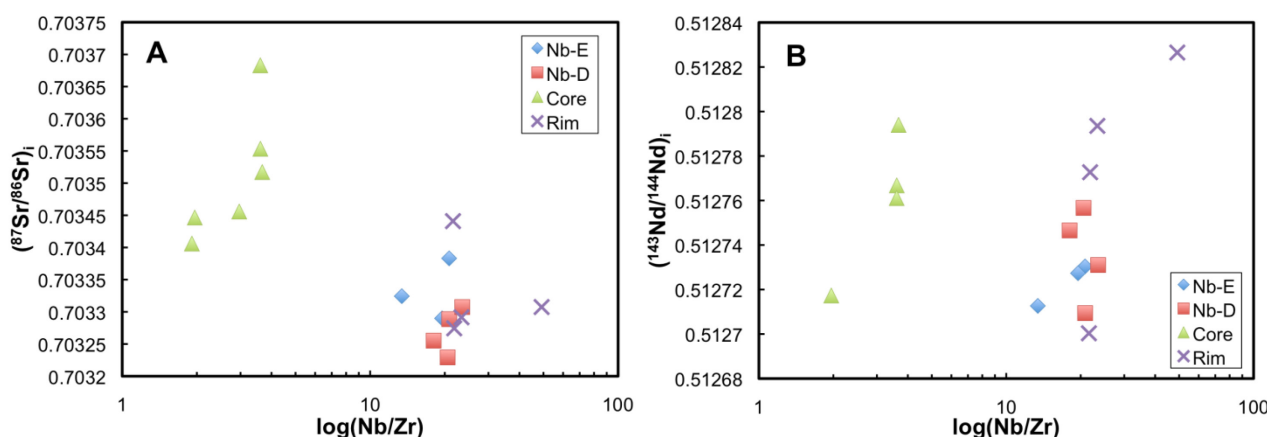 A
(⁸⁷Sr/⁸⁶Sr)ᵢ
0.70375
0.7037
0.70365
0.7036
0.70355
0.7035
0.70345
0.7034
0.70335
0.7033
0.70325
0.7032
Nb-E
Nb-D
Core
Rim
1 10 100
log(Nb/Zr)
B
(¹⁴³Nd/¹⁴⁴Nd)ᵢ
0.51284
0.51282
0.5128
0.51278
0.51276
0.51274
0.51272
0.5127
0.51268
Nb-E
Nb-D
Core
Rim
1 10 100
log(Nb/Zr)